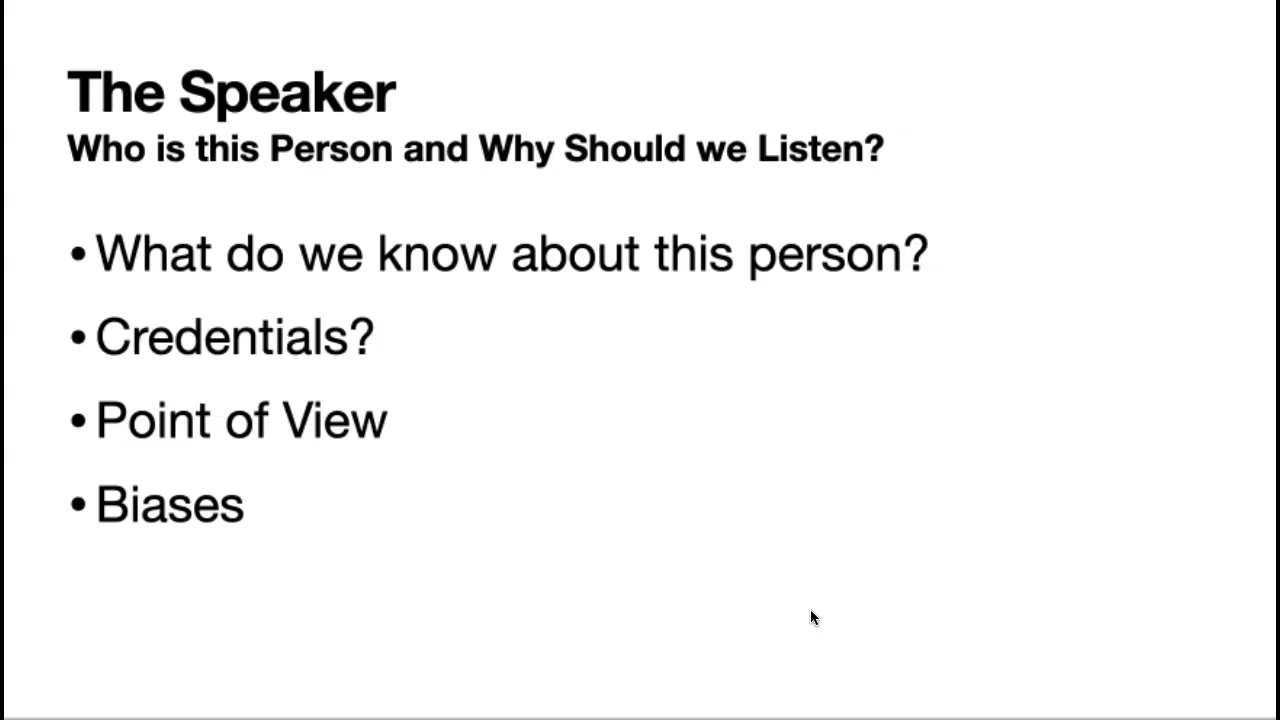 The Speaker
Who is this Person and Why Should we Listen?
• What do we know about this person?
• Credentials?
• Point of View
• Biases